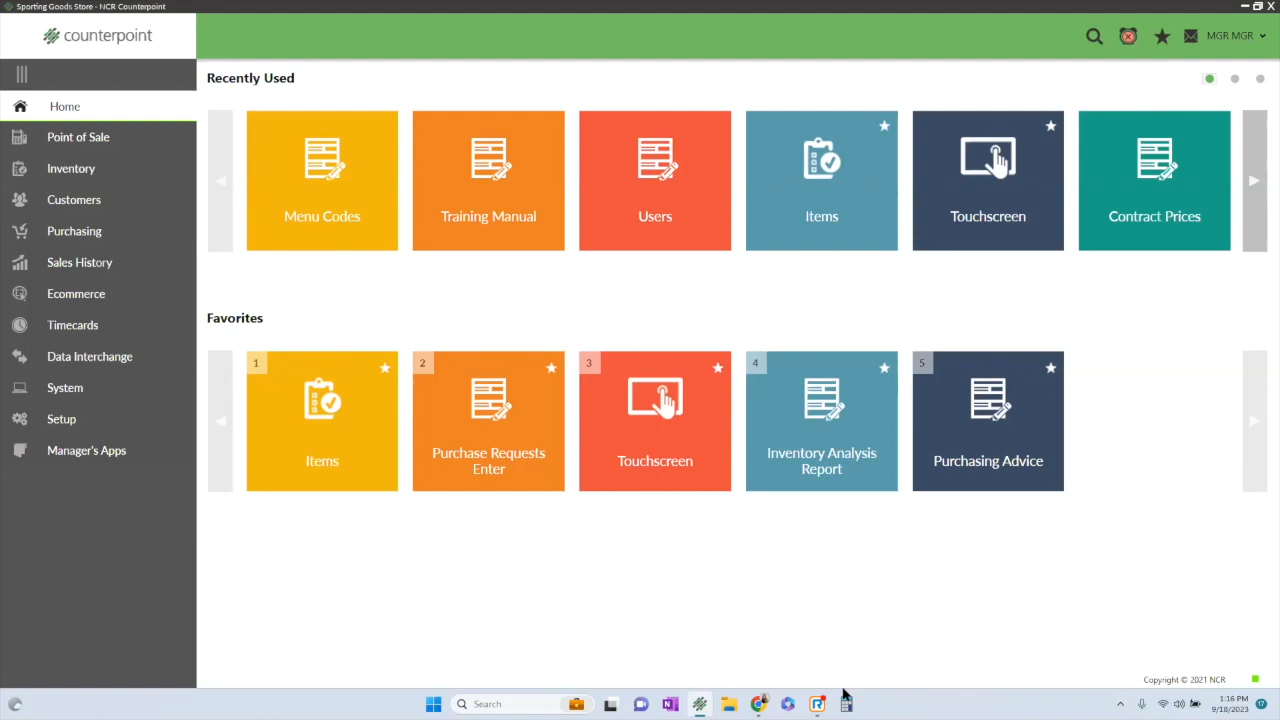 Sporting Goods Store - NCR Counterpoint
counterpoint
MGR MGR
Home
Point of Sale
Inventory
Customers
Purchasing
Sales History
Ecommerce
Timecards
Data Interchange
System
Setup
Manager's Apps
Recently Used
Menu Codes
Training Manual
Users
Items
Touchscreen
Contract Prices
Favorites
1
Items
2
Purchase Requests
Enter
3
Touchscreen
4
Inventory Analysis
Report
5
Purchasing Advice
Copyright © 2021 NCR
Search
1:16 PM
9/18/2023
17